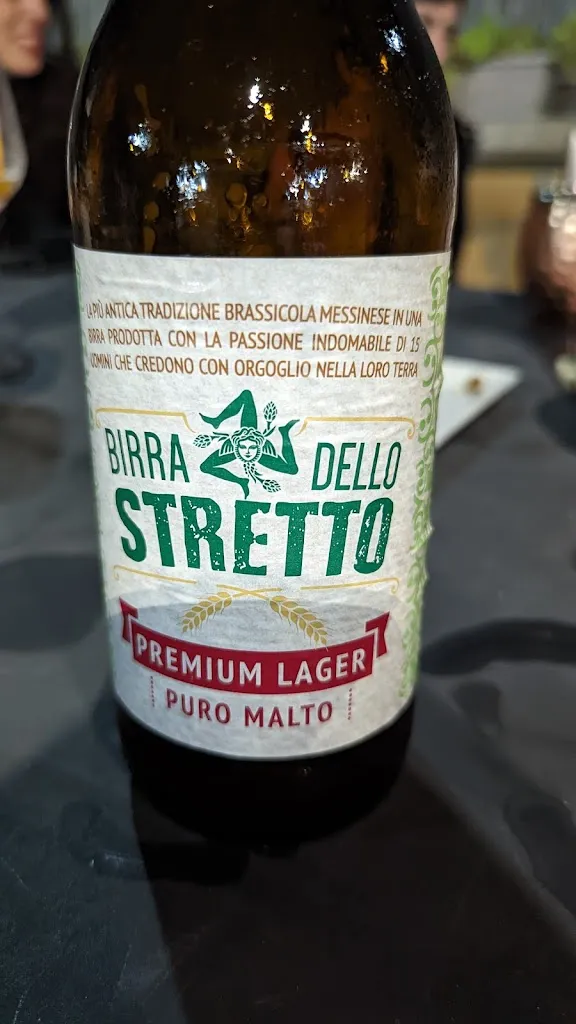 LA PIÙ ANTICA TRADIZIONE BRASSICOLA MESSINESE IN UNA
BIRRA PRODOTTA CON LA PASSIONE INDOMABILE DI 15
UOMINI CHE CREDONO CON ORGOGLIO NELLA LORO TERRA
BIRRA DELLO
STRETTO
PREMIUM LAGER
PURO MALTO